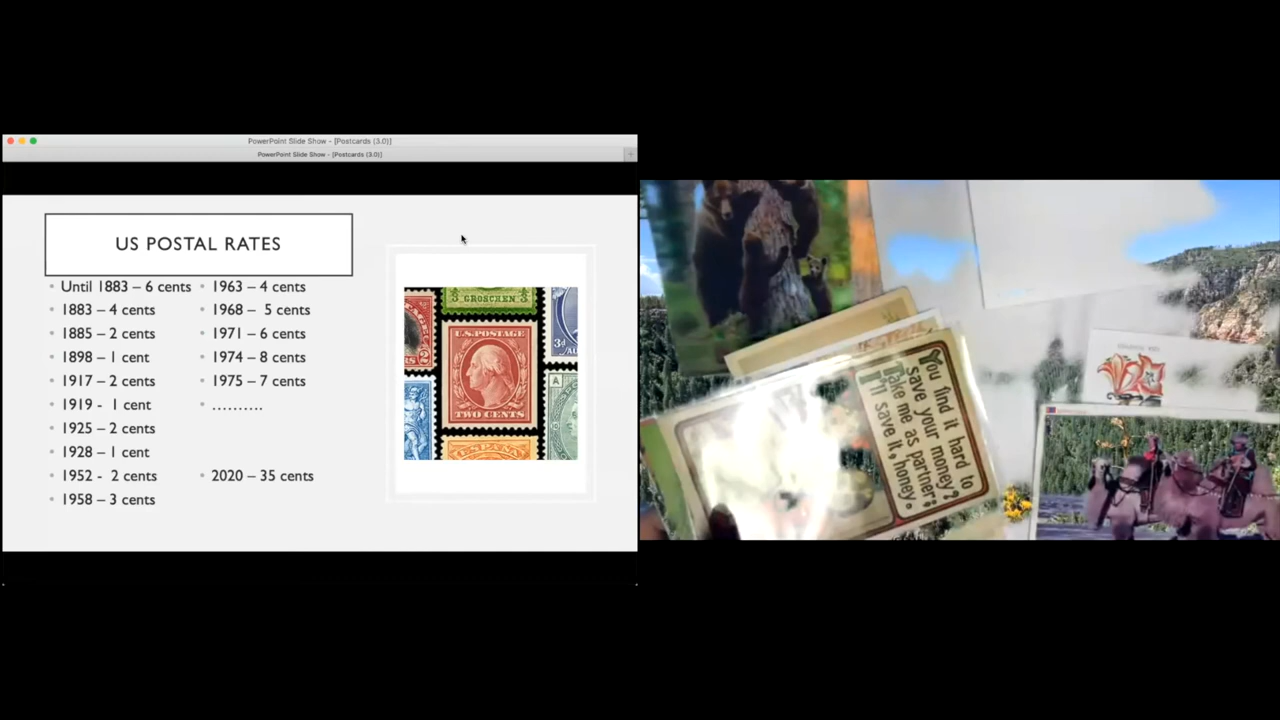 PowerPoint Slide Show - [Postcards (3.0)]
PowerPoint Slide Show - [Postcards (3.0)]
US POSTAL RATES
• Until 1883 – 6 cents
• 1883 – 4 cents
• 1885 – 2 cents
• 1898 – 1 cent
• 1917 – 2 cents
• 1919 - 1 cent
• 1925 – 2 cents
• 1928 – 1 cent
• 1952 - 2 cents
• 1958 – 3 cents
• 1963 – 4 cents
• 1968 – 5 cents
• 1971 – 6 cents
• 1974 – 8 cents
• 1975 – 7 cents
• ..........
• 2020 – 35 cents
3 GROSCHEN 3
2
U.S.POSTAGE
TWO CENTS
3d
A
You find it hard to
save your money?
Take me as partner;
I'll save it, honey.